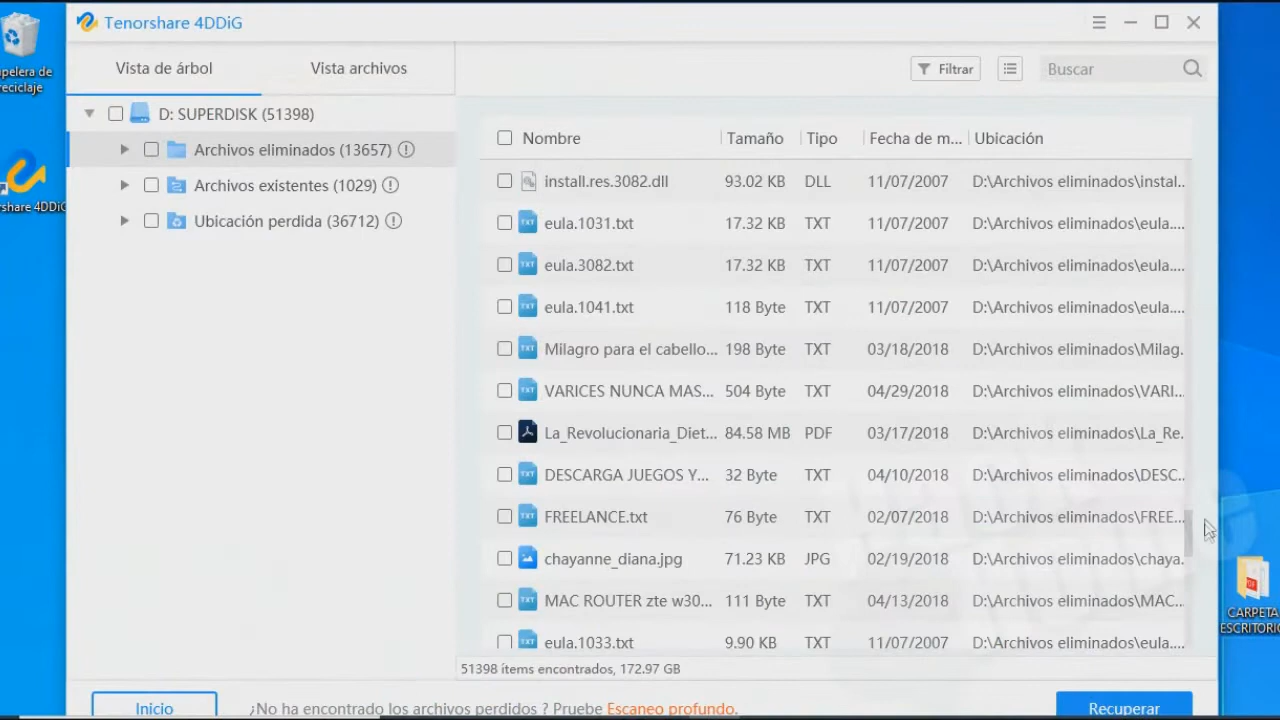 Tenorshare 4DDiG
Vista de árbol
Vista archivos
Filtrar
Buscar
D: SUPERDISK (51398)
Archivos eliminados (13657)
Archivos existentes (1029)
Ubicación perdida (36712)
Nombre Tamaño Tipo Fecha de m... Ubicación
install.res.3082.dll 93.02 KB DLL 11/07/2007 D:\Archivos eliminados\instal...
eula.1031.txt 17.32 KB TXT 11/07/2007 D:\Archivos eliminados\eula....
eula.3082.txt 17.32 KB TXT 11/07/2007 D:\Archivos eliminados\eula....
eula.1041.txt 118 Byte TXT 11/07/2007 D:\Archivos eliminados\eula....
Milagro para el cabello... 198 Byte TXT 03/18/2018 D:\Archivos eliminados\Milag.
VARICES NUNCA MAS... 504 Byte TXT 04/29/2018 D:\Archivos eliminados\VARI...
La_Revolucionaria_Diet... 84.58 MB PDF 03/17/2018 D:\Archivos eliminados\La_Re.
DESCARGA JUEGOS Y... 32 Byte TXT 04/10/2018 D:\Archivos eliminados\DESC...
FREELANCE.txt 76 Byte TXT 02/07/2018 D:\Archivos eliminados\FREE...
chayanne_diana.jpg 71.23 KB JPG 02/19/2018 D:\Archivos eliminados\chaya.
MAC ROUTER zte w30... 111 Byte TXT 04/13/2018 D:\Archivos eliminados\MAC...
eula.1033.txt 9.90 KB TXT 11/07/2007 D:\Archivos eliminados\eula....
51398 ítems encontrados, 172.97 GB
Inicio
¿No ha encontrado los archivos perdidos ? Pruebe Escaneo profundo.
Recuperar
pelera de
reciclaje
rshare 4DDiG
CARPETA
ESCRITORIO